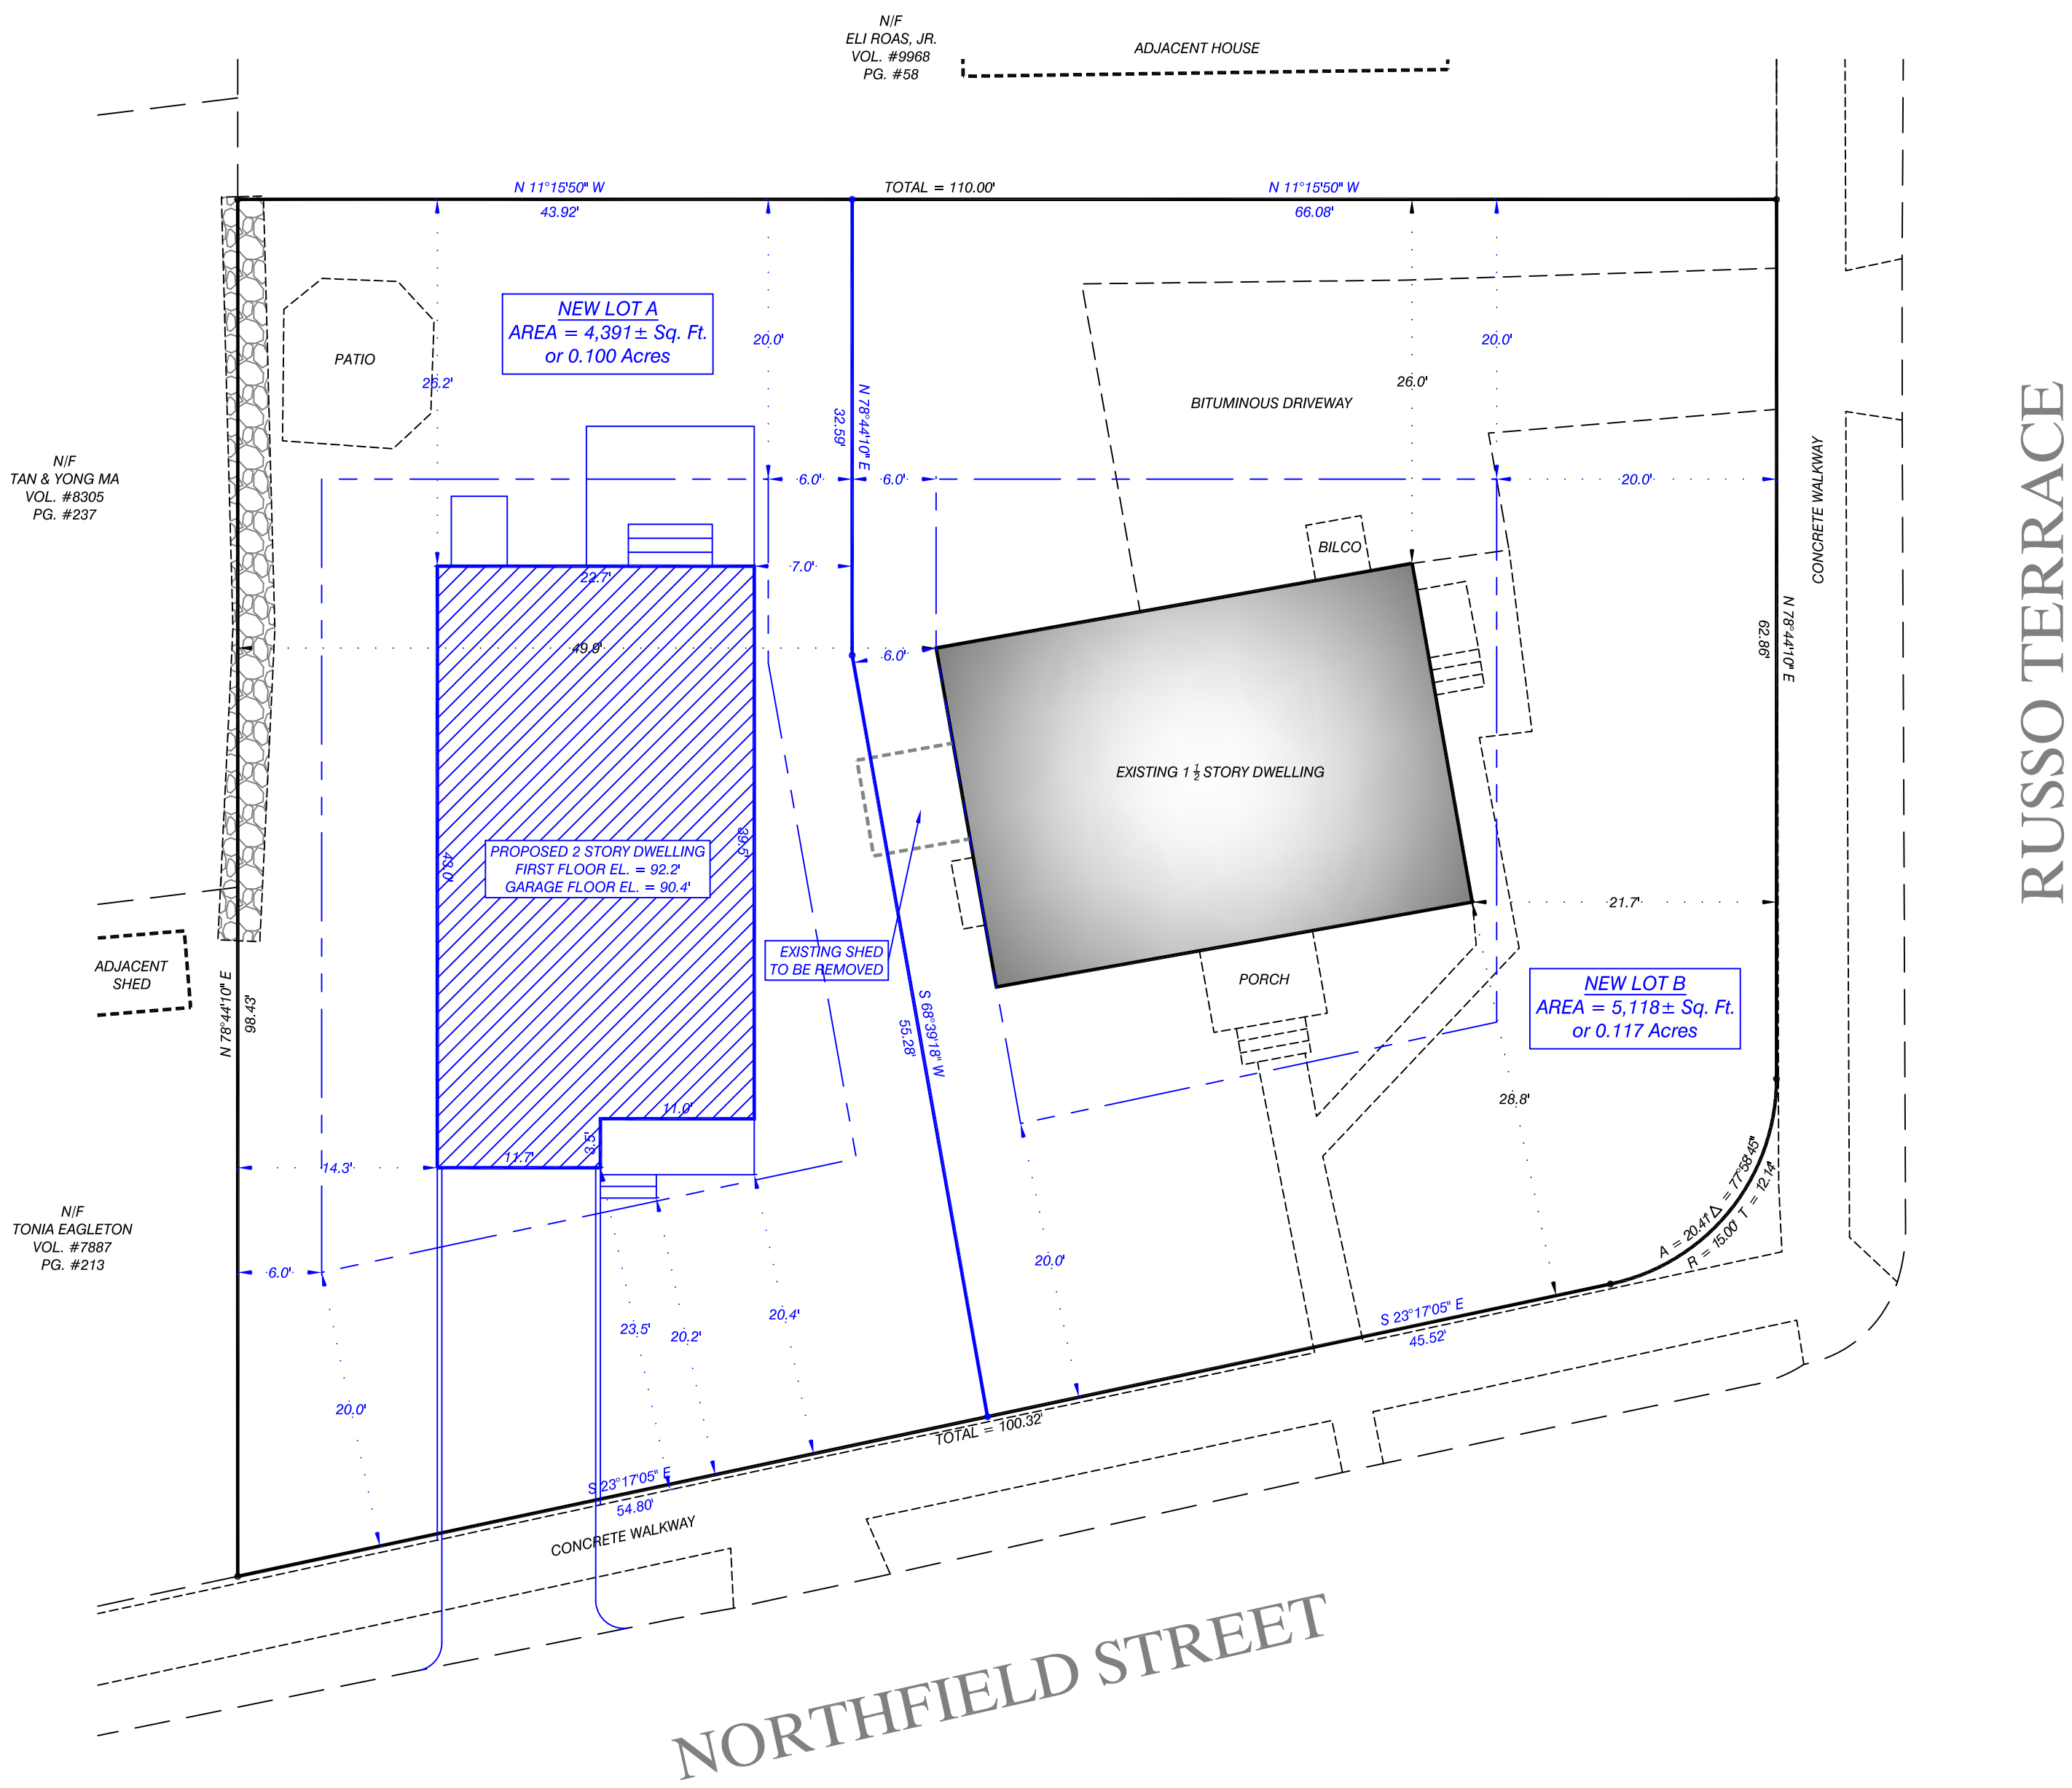 N/F
ELI ROAS, JR.
VOL. #9968
PG. #58
ADJACENT HOUSE
N 11°15'50" W
43.92'
TOTAL = 110.00'
N 11°15'50" W
66.08'
NEW LOT A
AREA = 4,391± Sq. Ft.
or 0.100 Acres
PATIO
26.2'
20.0'
32.59'
N 78°44'10" E
26.0'
20.0'
BITUMINOUS DRIVEWAY
N/F
TAN & YONG MA
VOL. #8305
PG. #237
6.0'
6.0'
20.0'
CONCRETE WALKWAY
RUSSO TERRACE
BILCO
22.7'
7.0'
49.9'
6.0'
62.86'
N 78°44'10" E
EXISTING 1 1/2 STORY DWELLING
43.0'
39.5'
PROPOSED 2 STORY DWELLING
FIRST FLOOR EL. = 92.2'
GARAGE FLOOR EL. = 90.4'
21.7'
EXISTING SHED
TO BE REMOVED
ADJACENT
SHED
N 78°44'10" E
98.43'
PORCH
NEW LOT B
AREA = 5,118± Sq. Ft.
or 0.117 Acres
S 68°39'18" W
55.28'
11.0'
3.5'
11.7'
14.3'
28.8'
N/F
TONIA EAGLETON
VOL. #7887
PG. #213
6.0'
20.0'
A = 20.41' Δ = 77°58'45"
R = 15.00' T = 12.14'
23.5'
20.2'
20.4'
20.0'
S 23°17'05" E
45.52'
TOTAL = 100.32'
S 23°17'05" E
54.80'
CONCRETE WALKWAY
NORTHFIELD STREET